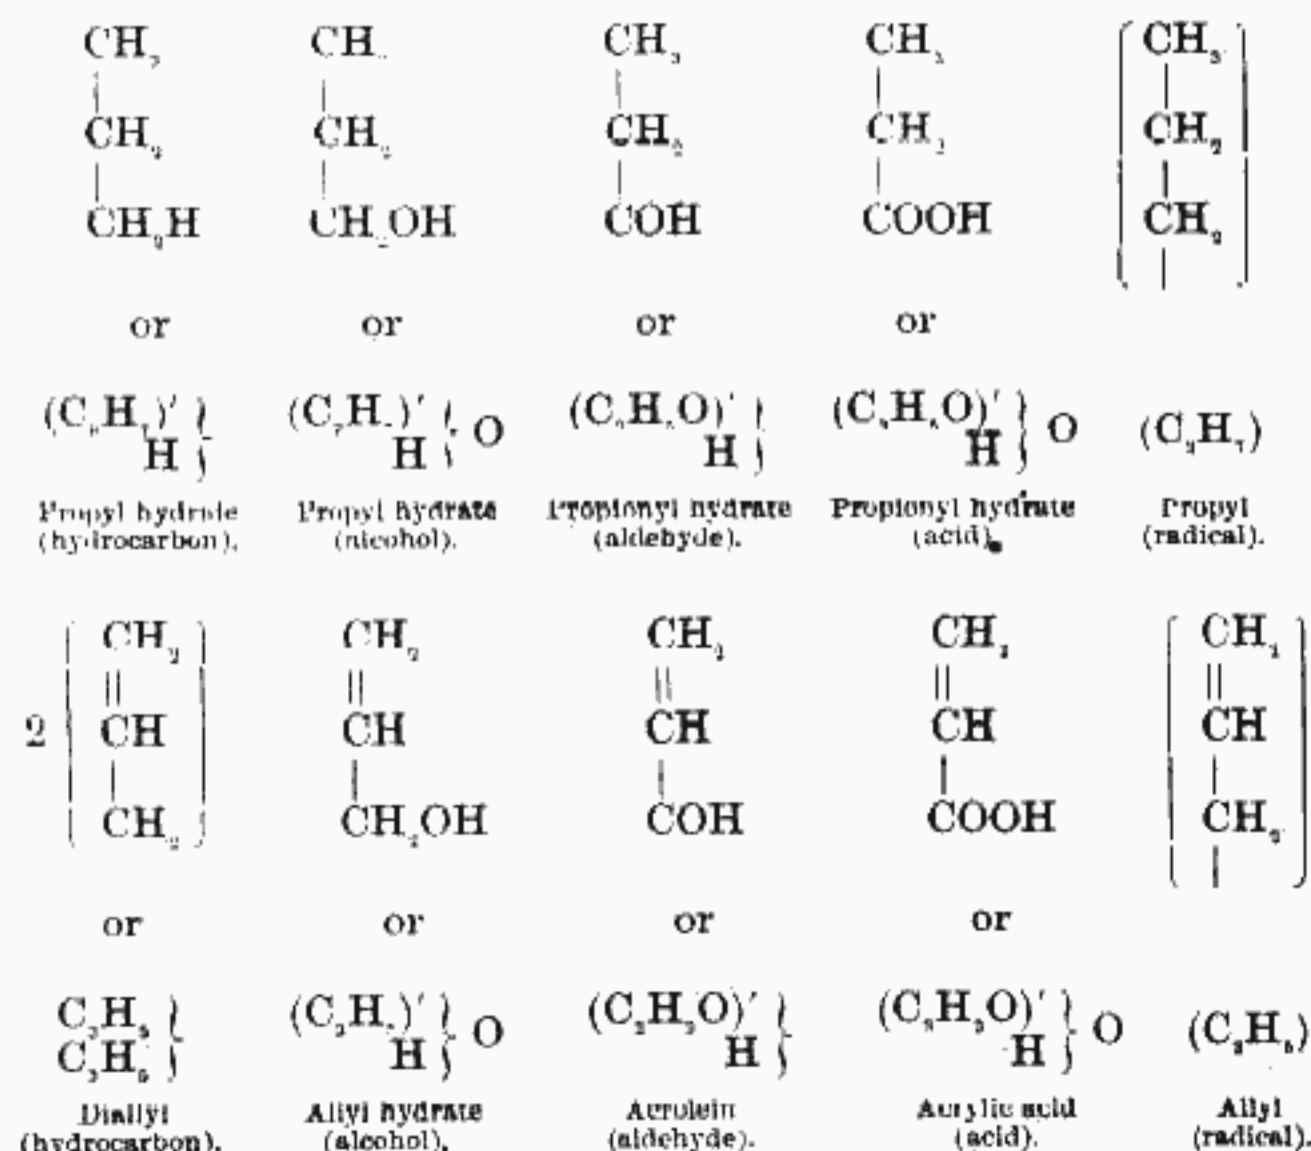 CH₃ CH₃ CH₃ CH₃ CH₃
CH₂ CH₂ CH₂ CH₂ CH₂
CH₂H CH₂OH COH COOH CH₂
or or or or
(C₃H₇)′ (C₃H₇)′ (C₃H₅O)′ (C₃H₅O)′ (C₃H₇)
H } H } O H } H } O
Propyl hydride Propyl hydrate Propionyl hydrate Propionyl hydrate Propyl
(hydrocarbon). (alcohol). (aldehyde). (acid). (radical).
CH₂ CH₂ CH₂ CH₂ CH₂
2 CH CH CH CH CH
CH₂ CH₂OH COH COOH CH₂
or or or or
C₃H₅ (C₃H₅)′ (C₃H₃O)′ (C₃H₃O)′ (C₃H₅)
C₃H₅ } H } O H } H } O
Diallyl Allyl hydrate Acrolein Acrylic acid Allyl
(hydrocarbon). (alcohol). (aldehyde). (acid). (radical).